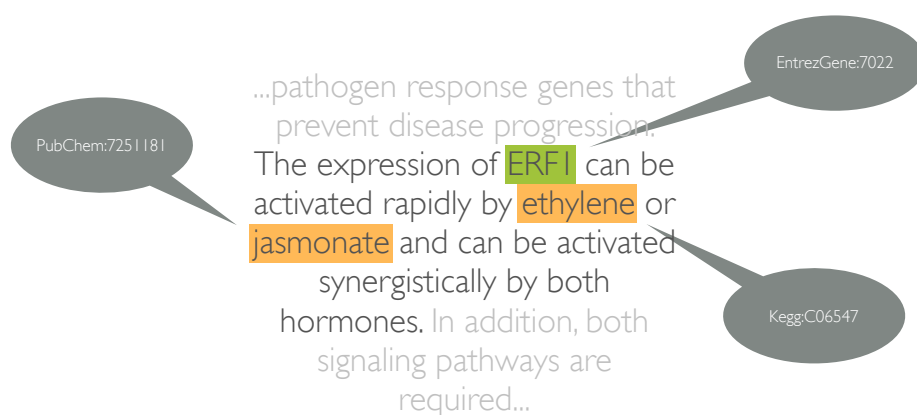 EntrezGene:7022
...pathogen response genes that
prevent disease progression.
PubChem:7251181
The expression of ERF1 can be
activated rapidly by ethylene or
jasmonate and can be activated
synergistically by both
hormones. In addition, both
signaling pathways are
required...
Kegg:C06547